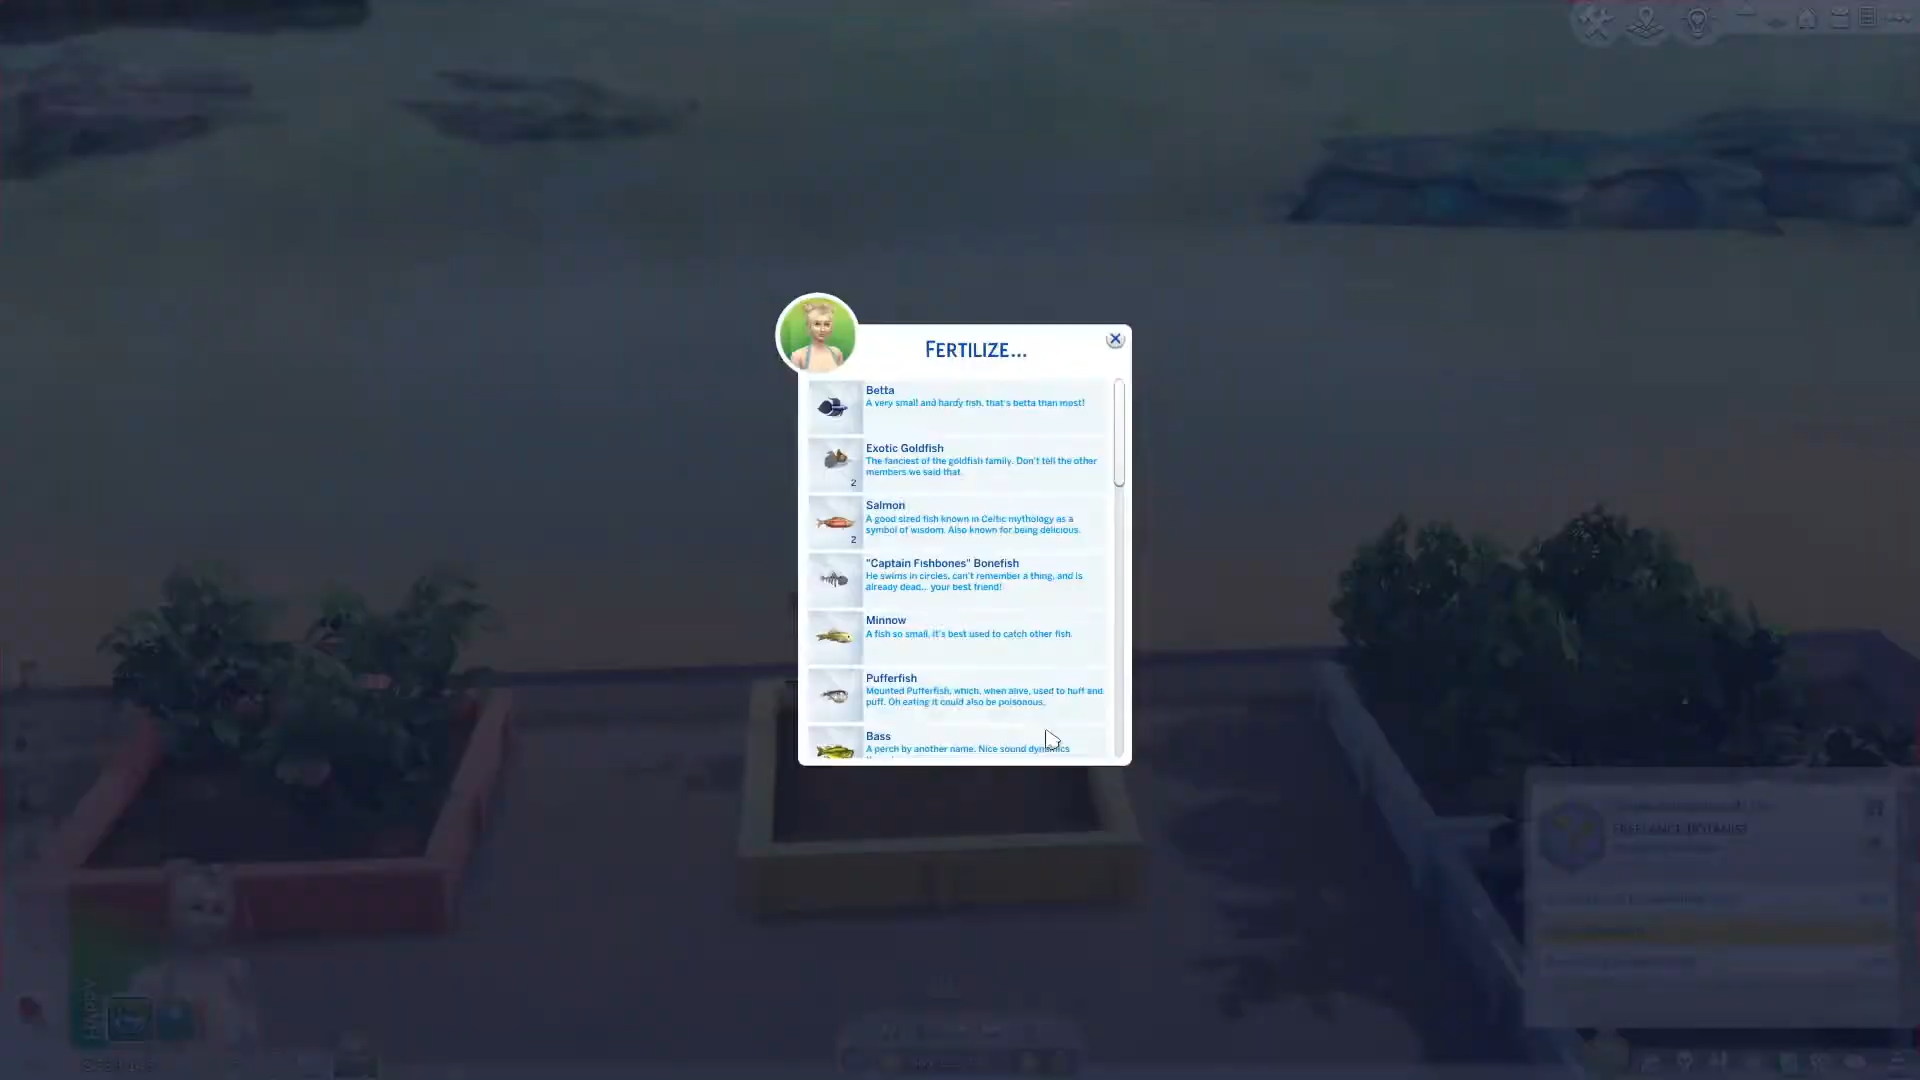 FERTILIZE...
Betta
A very small and hardy fish, that's betta than most!
Exotic Goldfish
The fanciest of the goldfish family. Don't tell the other
members we said that.
2
Salmon
A good sized fish known in Celtic mythology as a
symbol of wisdom. Also known for being delicious.
2
"Captain Fishbones" Bonefish
He swims in circles, can't remember a thing, and is
already dead... your best friend!
Minnow
A fish so small, it's best used to catch other fish.
Pufferfish
Mounted Pufferfish, which, when alive, used to huff and
puff. Oh eating it could also be poisonous.
Bass
A perch by another name. Nice sound dynamics
FREELANCE BOTANIST
HAPPY